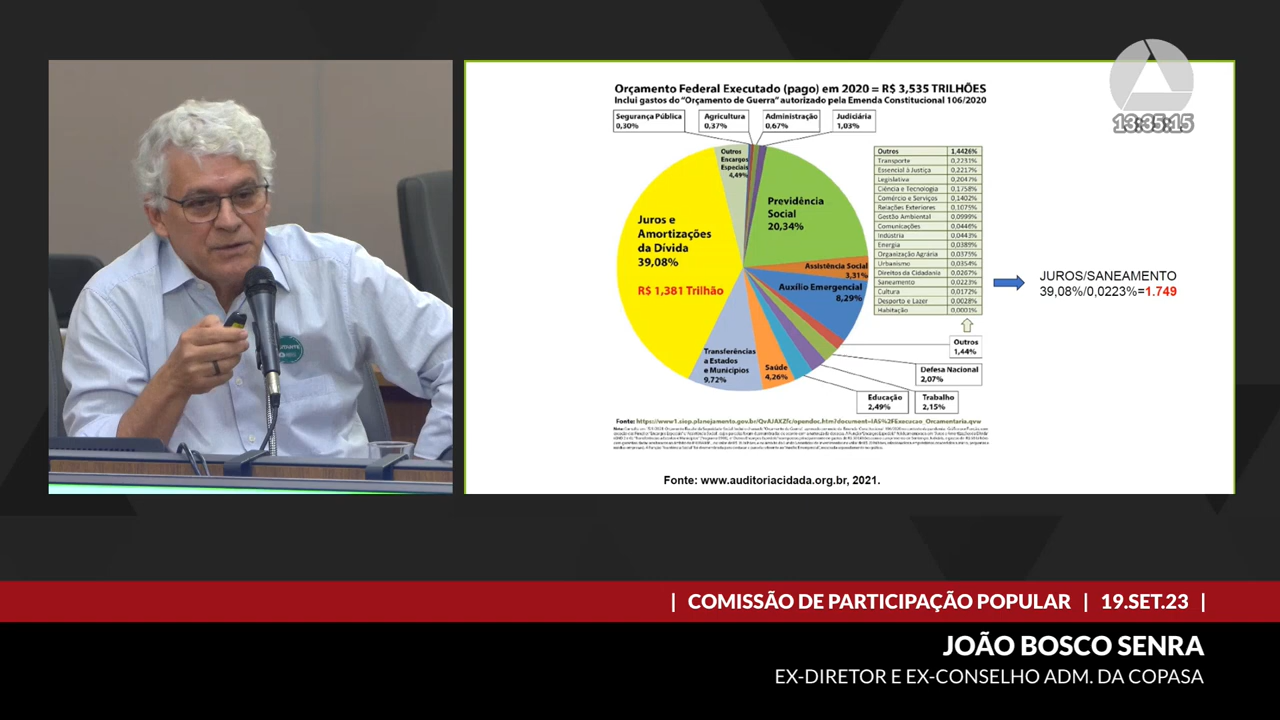 13:35:15
Orçamento Federal Executado (pago) em 2020 = R$ 3,535 TRILHÕES
Inclui gastos do "Orçamento de Guerra" autorizado pela Emenda Constitucional 106/2020
Segurança Pública
0,30%
Agricultura
0,37%
Administração
0,67%
Judiciária
1,03%
Outros
Encargos
Especiais
4,49%
Previdência
Social
20,34%
Juros e
Amortizações
da Dívida
39,08%
R$ 1,381 Trilhão
Assistência Social
3,31%
Auxílio Emergencial
8,29%
Transferências
a Estados
e Municípios
9,72%
Saúde
4,26%
Educação
2,49%
Trabalho
2,15%
Defesa Nacional
2,07%
Outros
1,44%
Outros 1,4426%
Transporte 0,2231%
Essencial à Justiça 0,2217%
Legislativa 0,2047%
Ciência e Tecnologia 0,1758%
Comércio e Serviços 0,1402%
Relações Exteriores 0,1075%
Gestão Ambiental 0,0999%
Comunicações 0,0446%
Indústria 0,0443%
Energia 0,0389%
Organização Agrária 0,0375%
Urbanismo 0,0354%
Direitos da Cidadania 0,0267%
Saneamento 0,0223%
Cultura 0,0172%
Desporto e Lazer 0,0028%
Habitação 0,0001%
JUROS/SANEAMENTO
39,08%/0,0223%=1.749
Fonte: www.auditoriacidada.org.br, 2021.
| COMISSÃO DE PARTICIPAÇÃO POPULAR | 19.SET.23 |
JOÃO BOSCO SENRA
EX-DIRETOR E EX-CONSELHO ADM. DA COPASA